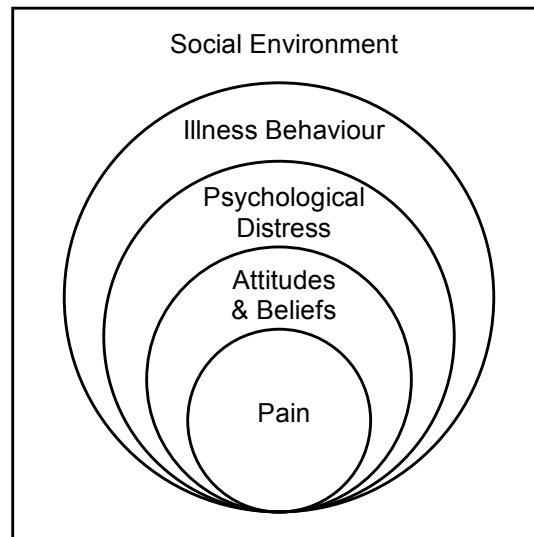 Social Environment
Illness Behaviour
Psychological
Distress
Attitudes
& Beliefs
Pain